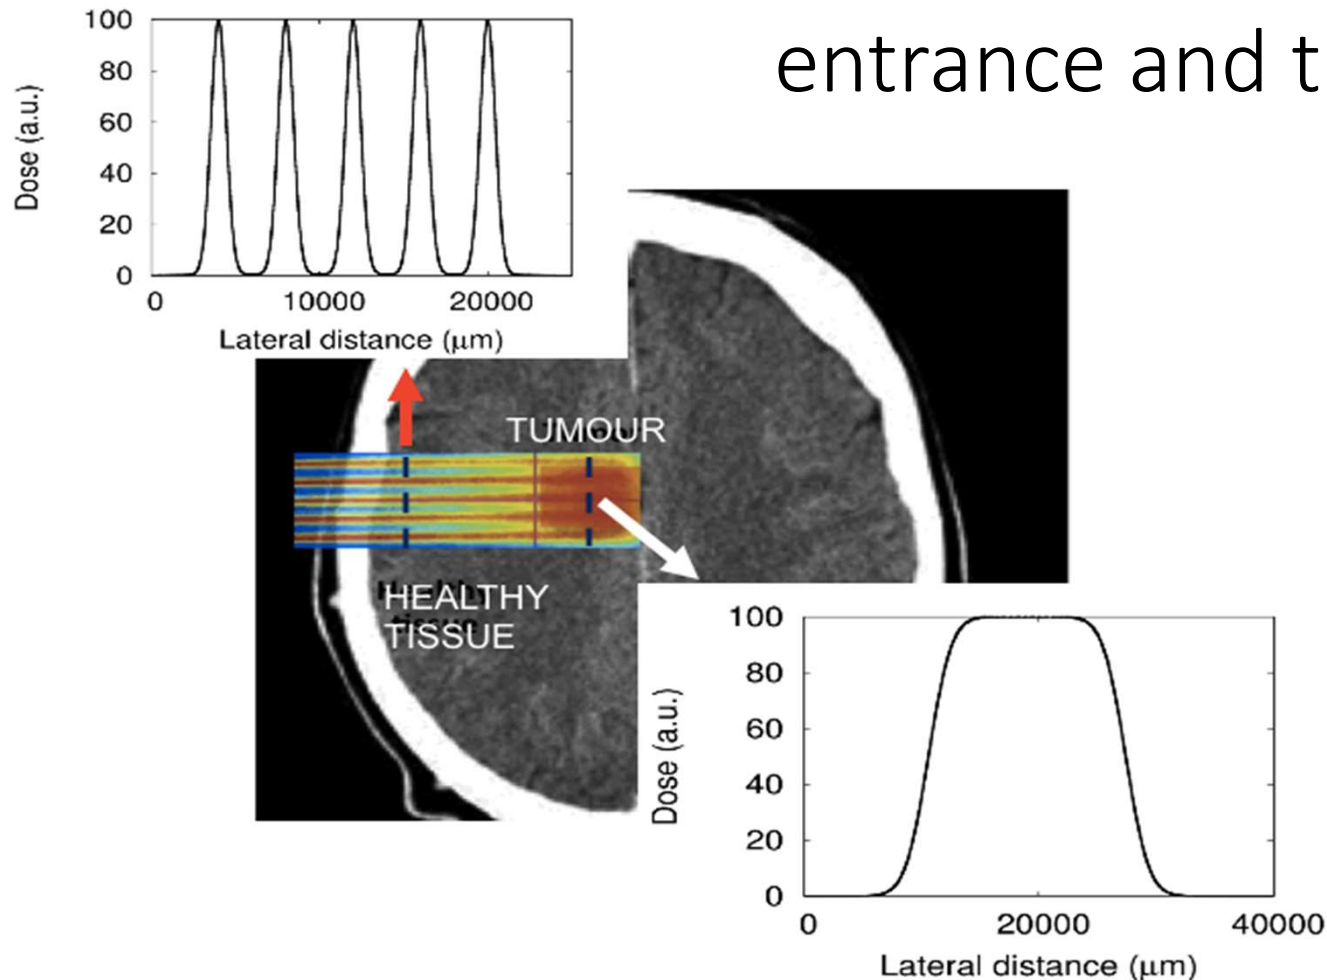 entrance and t
100
80
60
40
20
0
Dose (a.u.)
0 10000 20000
Lateral distance (μm)
TUMOUR
HEALTHY
TISSUE
100
80
60
40
20
0
Dose (a.u.)
0 20000 40000
Lateral distance (μm)